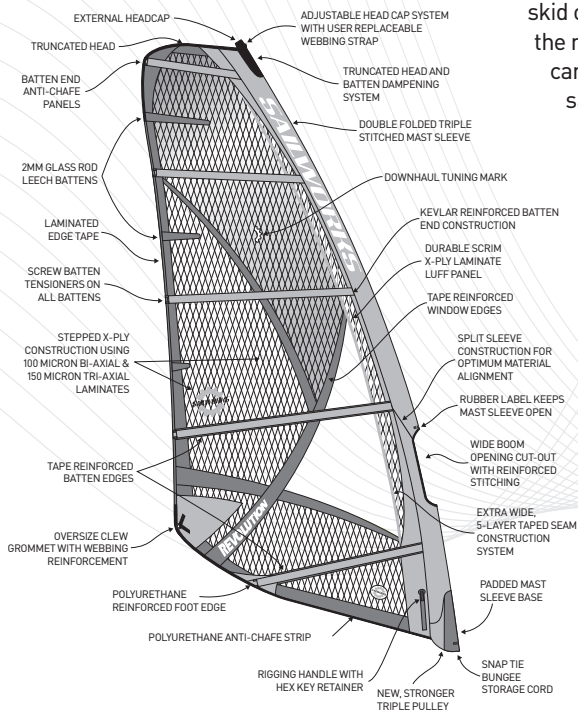 EXTERNAL HEADCAP
TRUNCATED HEAD
BATTEN END
ANTI-CHAFE
PANELS
2MM GLASS ROD
LEECH BATTENS
LAMINATED
EDGE TAPE
SCREW BATTEN
TENSIONERS ON
ALL BATTENS
STEPPED X-PLY
CONSTRUCTION USING
100 MICRON BI-AXIAL &
150 MICRON TRI-AXIAL
LAMINATES
TAPE REINFORCED
BATTEN EDGES
OVERSIZE CLEW
GROMMET WITH WEBBING
REINFORCEMENT
POLYURETHANE
REINFORCED FOOT EDGE
POLYURETHANE ANTI-CHAFE STRIP
RIGGING HANDLE WITH
HEX KEY RETAINER
NEW, STRONGER
TRIPLE PULLEY
ADJUSTABLE HEAD CAP SYSTEM
WITH USER REPLACEABLE
WEBBING STRAP
TRUNCATED HEAD AND
BATTEN DAMPENING
SYSTEM
DOUBLE FOLDED TRIPLE
STITCHED MAST SLEEVE
DOWNHAUL TUNING MARK
KEVLAR REINFORCED BATTEN
END CONSTRUCTION
DURABLE SCRIM
X-PLY LAMINATE
LUFF PANEL
TAPE REINFORCED
WINDOW EDGES
SPLIT SLEEVE
CONSTRUCTION FOR
OPTIMUM MATERIAL
ALIGNMENT
RUBBER LABEL KEEPS
MAST SLEEVE OPEN
WIDE BOOM
OPENING CUT-OUT
WITH REINFORCED
STITCHING
EXTRA WIDE,
5-LAYER TAPED SEAM
CONSTRUCTION
SYSTEM
PADDED MAST
SLEEVE BASE
SNAP TIE
BUNGEE
STORAGE CORD
SAILWORKS
REVOLUTION
skid
the